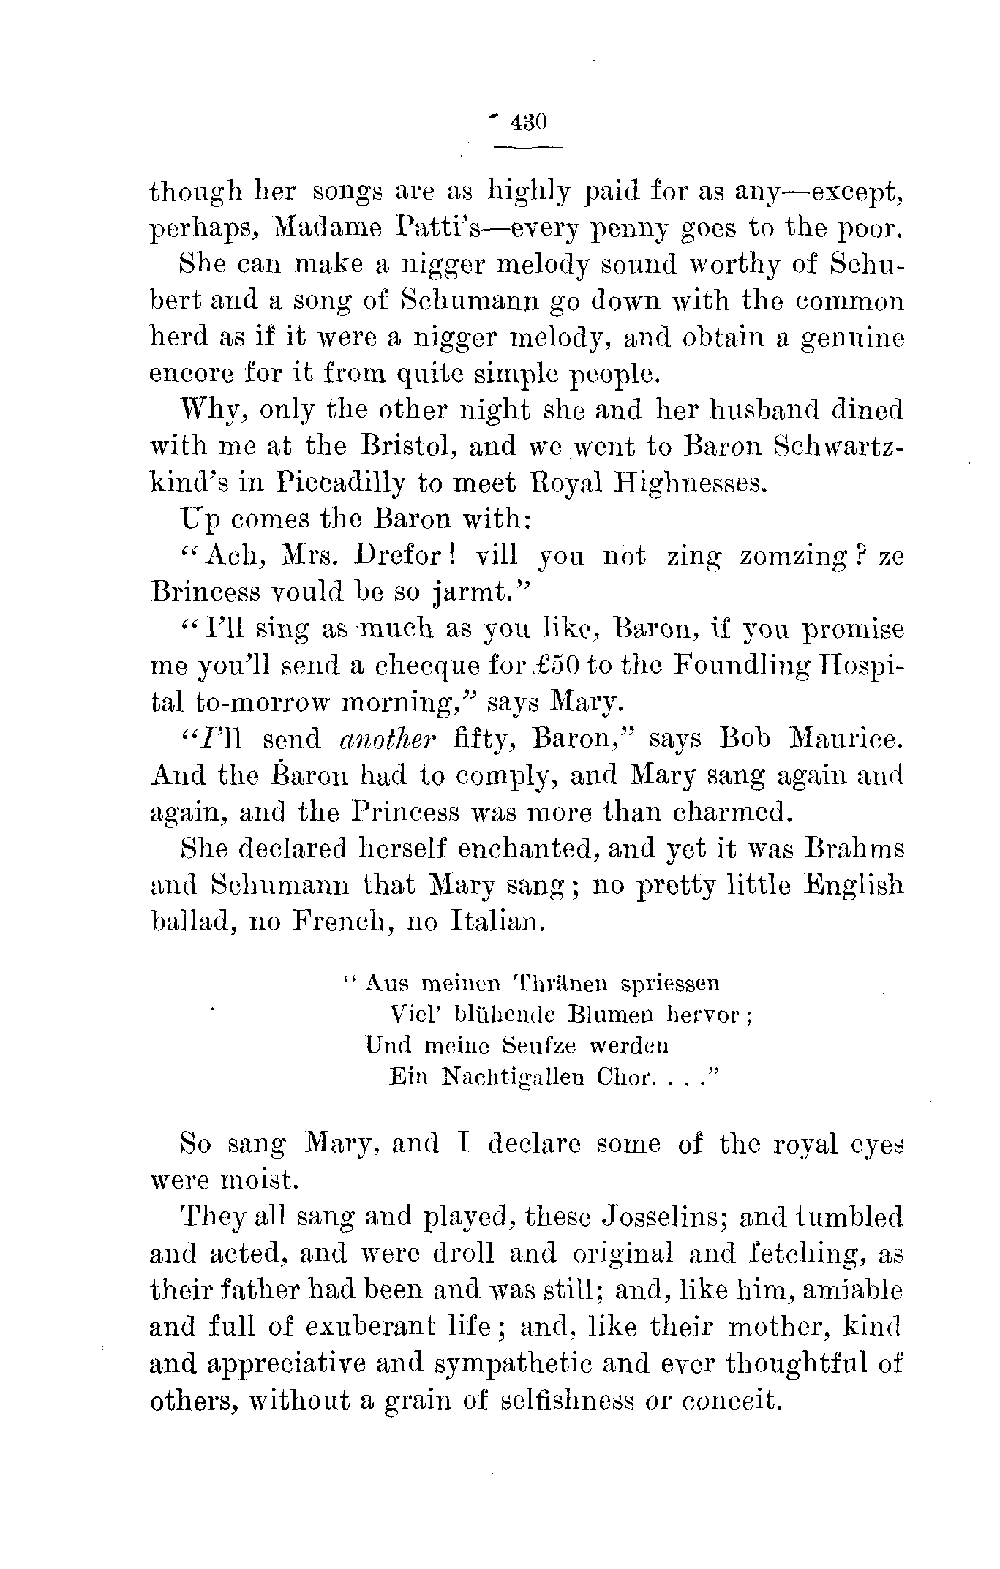 430
though her songs are as highly paid for as any—except,
perhaps, Madame Patti's—every penny goes to the poor.
She can make a nigger melody sound worthy of Schu-
bert and a song of Schumann go down with the common
herd as if it were a nigger melody, and obtain a genuine
encore for it from quite simple people.
Why, only the other night she and her husband dined
with me at the Bristol, and we went to Baron Schwartz-
kind's in Piccadilly to meet Royal Highnesses.
Up comes the Baron with:
"Ach, Mrs. Drefor! vill you not zing zomzing? ze
Brincess vould be so jarmt."
"I'll sing as much as you like, Baron, if you promise
me you'll send a checque for £50 to the Foundling Hospi-
tal to-morrow morning," says Mary.
"I'll send another fifty, Baron," says Bob Maurice.
And the Baron had to comply, and Mary sang again and
again, and the Princess was more than charmed.
She declared herself enchanted, and yet it was Brahms
and Schumann that Mary sang; no pretty little English
ballad, no French, no Italian.
"Aus meinen Thränen spriessen
Viel' blühende Blumen hervor;
Und meine Seufze werden
Ein Nachtigallen Chor. . . ."
So sang Mary, and I declare some of the royal eyes
were moist.
They all sang and played, these Josselins; and tumbled
and acted, and were droll and original and fetching, as
their father had been and was still; and, like him, amiable
and full of exuberant life; and, like their mother, kind
and appreciative and sympathetic and ever thoughtful of
others, without a grain of selfishness or conceit.